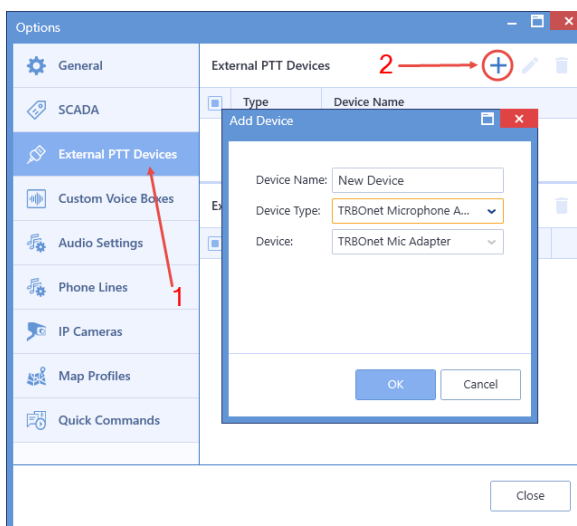 Options
General
SCADA
External PTT Devices
Custom Voice Boxes
Audio Settings
Phone Lines
IP Cameras
Map Profiles
Quick Commands
1
External PTT Devices
2
Type Device Name
Add Device
Device Name: New Device
Device Type: TRBOnet Microphone A...
Device: TRBOnet Mic Adapter
OK Cancel
Close